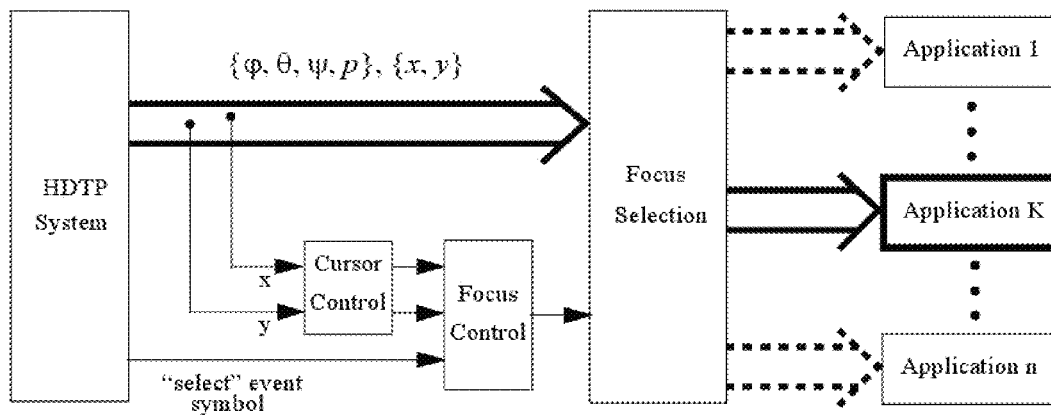 {φ, θ, ψ, p}, {x, y}
HDTP
System
Focus
Selection
Application 1
Application K
Application n
x
y
Cursor
Control
Focus
Control
“select” event
symbol